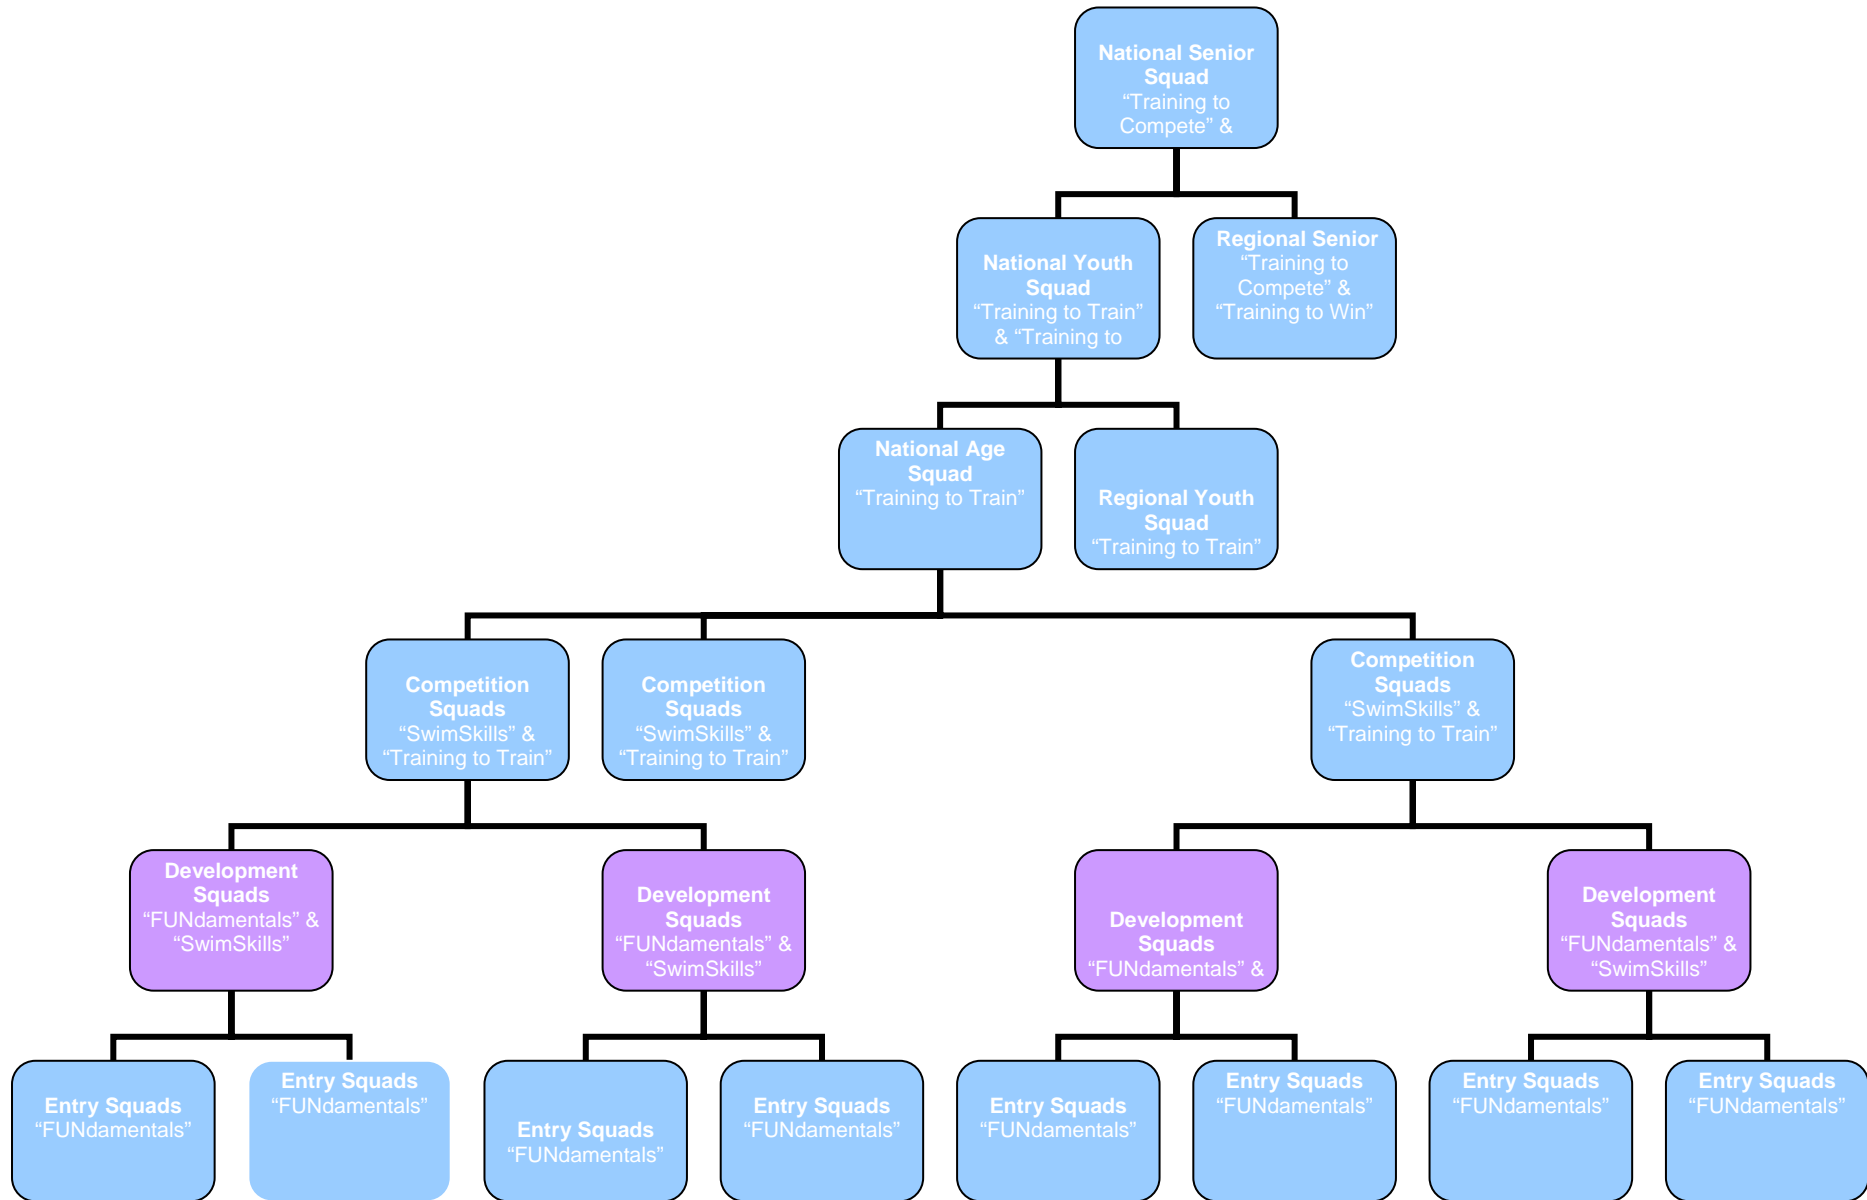 National Senior
Squad
“Training to
Compete” &
National Youth
Squad
“Training to Train”
& “Training to
Regional Senior
“Training to
Compete” &
“Training to Win”
National Age
Squad
“Training to Train”
Regional Youth
Squad
“Training to Train”
Competition
Squads
“SwimSkills” &
“Training to Train”
Competition
Squads
“SwimSkills” &
“Training to Train”
Competition
Squads
“SwimSkills” &
“Training to Train”
Development
Squads
“FUNdamentals” &
“SwimSkills”
Development
Squads
“FUNdamentals” &
“SwimSkills”
Development
Squads
“FUNdamentals” &
Development
Squads
“FUNdamentals” &
“SwimSkills”
Entry Squads
“FUNdamentals”
Entry Squads
“FUNdamentals”
Entry Squads
“FUNdamentals”
Entry Squads
“FUNdamentals”
Entry Squads
“FUNdamentals”
Entry Squads
“FUNdamentals”
Entry Squads
“FUNdamentals”
Entry Squads
“FUNdamentals”